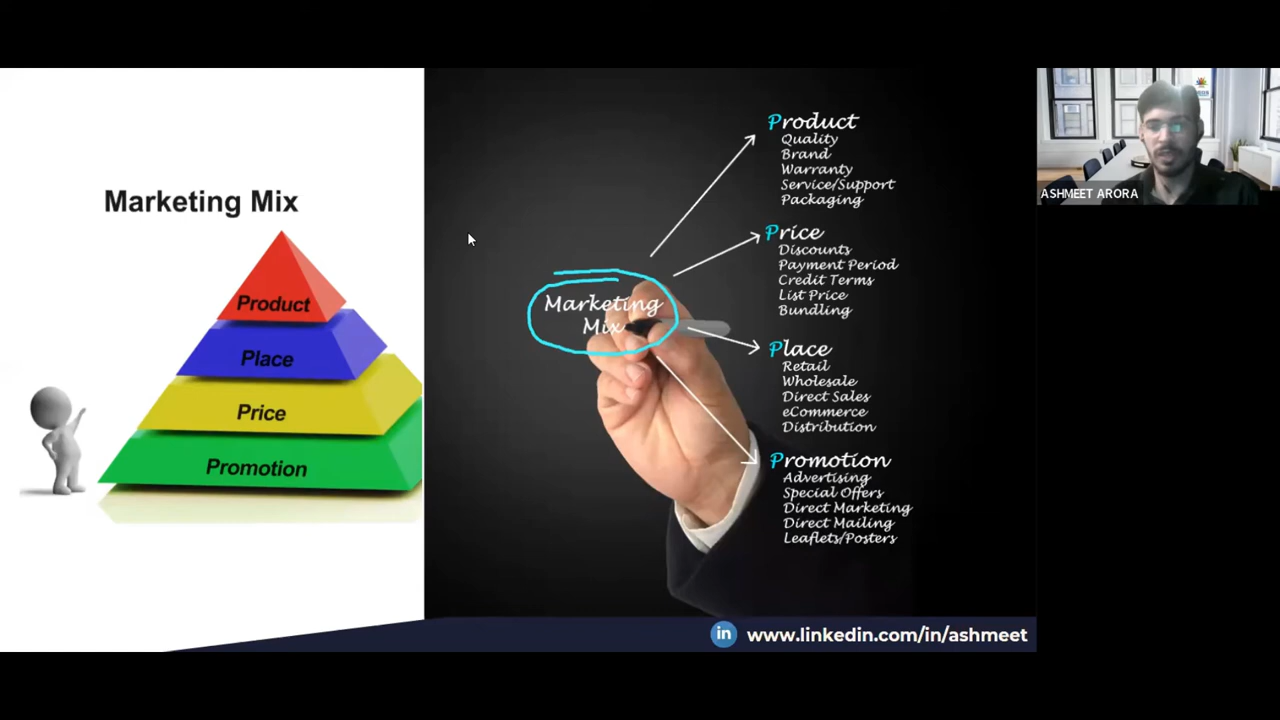 Marketing Mix
Product
Place
Price
Promotion
Marketing
Mix
Product
Quality
Brand
Warranty
Service/Support
Packaging
Price
Discounts
Payment Period
Credit Terms
List Price
Bundling
Place
Retail
Wholesale
Direct Sales
eCommerce
Distribution
Promotion
Advertising
Special Offers
Direct Marketing
Direct Mailing
Leaflets/Posters
in www.linkedin.com/in/ashmeet
ASHMEET ARORA